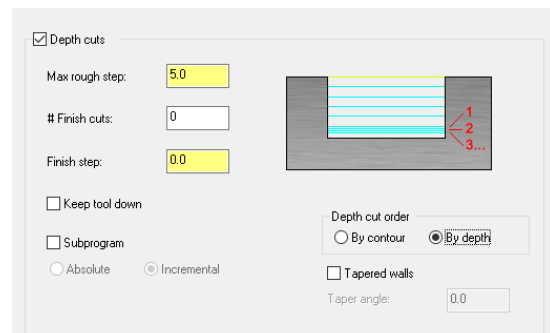 Depth cuts
Max rough step: 5.0
# Finish cuts: 0
Finish step: 0.0
1
2
3...
Keep tool down
Subprogram
Absolute Incremental
Depth cut order
By contour By depth
Tapered walls
Taper angle: 0.0